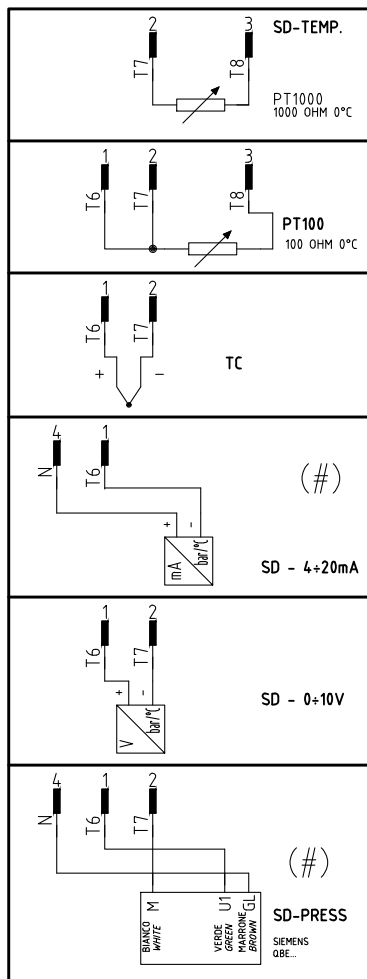 2 3 SD-TEMP.
T7 T8
PT1000
1000 OHM 0°C
1 2 3
T6 T7 T8
PT100
100 OHM 0°C
1 2
T6 T7
+ -
TC
4 1
N T6
(#)
+ -
mA bar/°C
SD - 4÷20mA
1 2
T6 T7
+ -
V bar/°C
SD - 0÷10V
4 1 2
N T6 T7
(#)
M U1 GL
BIANCO
WHITE
VERDE
GREEN
MARRONE
BROWN
SD-PRESS
SIEMENS
QBE...